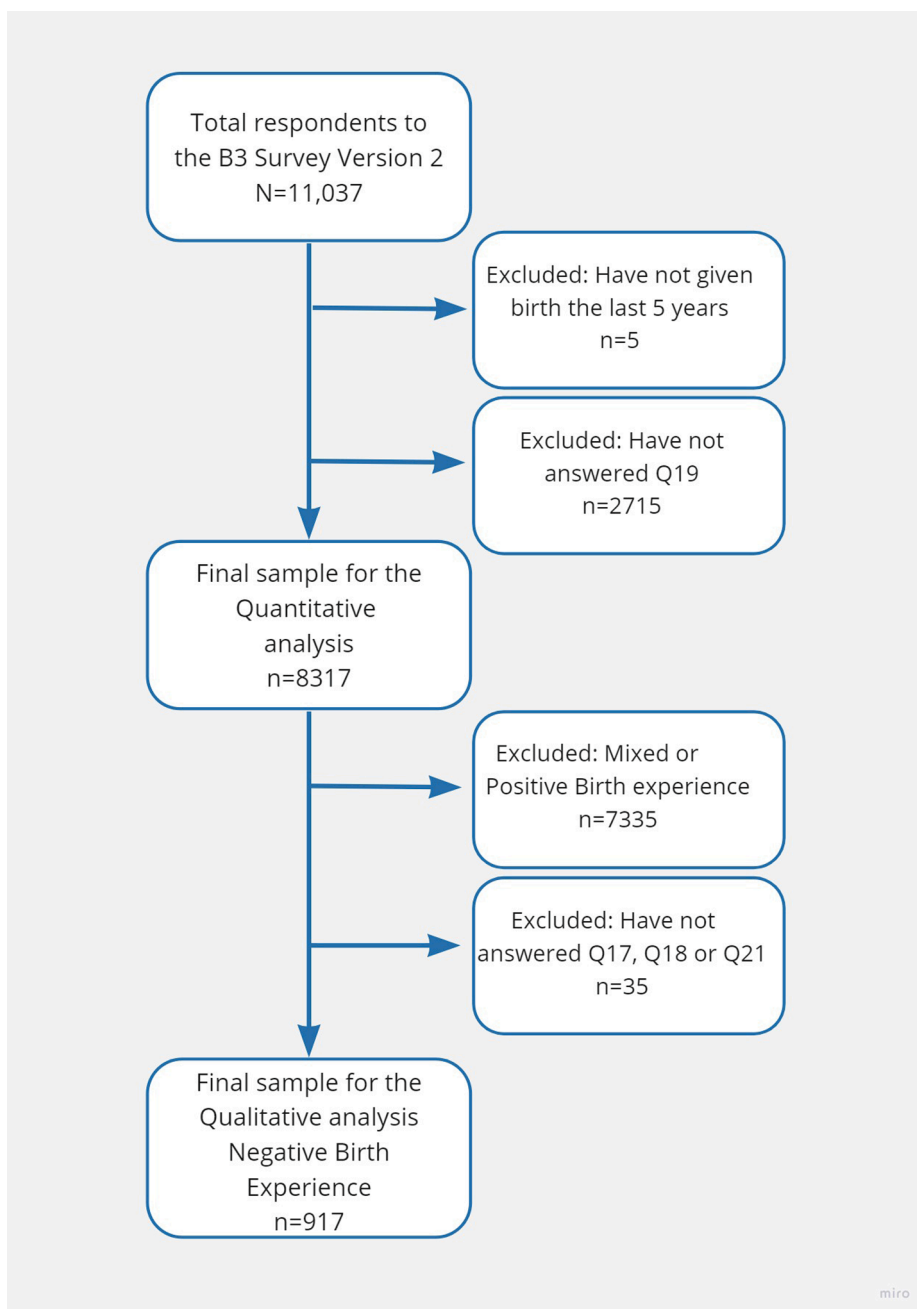 Total respondents to
the B3 Survey Version 2
N=11,037
Excluded: Have not given
birth the last 5 years
n=5
Excluded: Have not
answered Q19
n=2715
Final sample for the
Quantitative
analysis
n=8317
Excluded: Mixed or
Positive Birth experience
n=7335
Excluded: Have not
answered Q17, Q18 or Q21
n=35
Final sample for the
Qualitative analysis
Negative Birth
Experience
n=917
miro